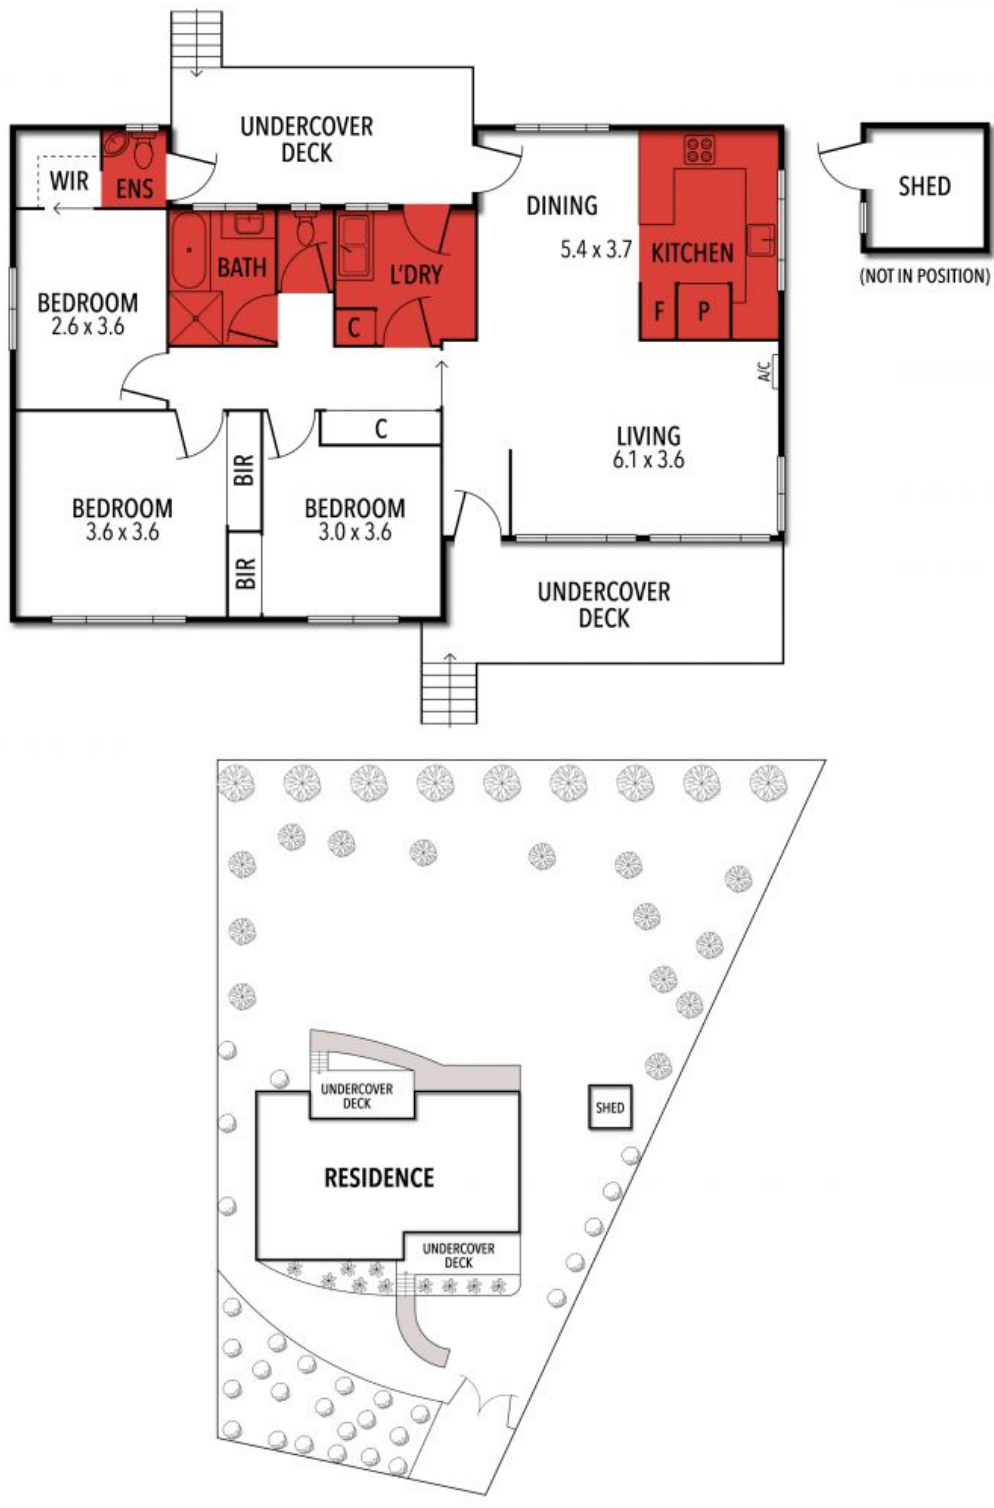 UNDERCOVER
DECK
WIR
ENS
DINING
5.4 x 3.7
KITCHEN
SHED
(NOT IN POSITION)
BATH
L'DRY
BEDROOM
2.6 x 3.6
C
F
P
A/C
C
LIVING
6.1 x 3.6
BIR
BEDROOM
3.6 x 3.6
BEDROOM
3.0 x 3.6
BIR
UNDERCOVER
DECK
UNDERCOVER
DECK
SHED
RESIDENCE
UNDERCOVER
DECK